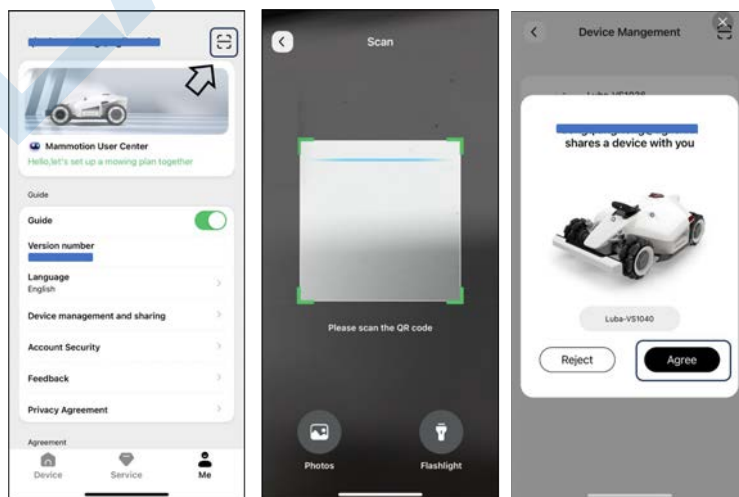 Mammotion User Center
Hello,let's set up a mowing plan together
Guide
Guide
Version number
Language
English
Device management and sharing
Account Security
Feedback
Privacy Agreement
Agreement
Device
Service
Me
Scan
Please scan the QR code
Photos
Flashlight
Device Mangement
shares a device with you
Luba-VS1040
Reject
Agree